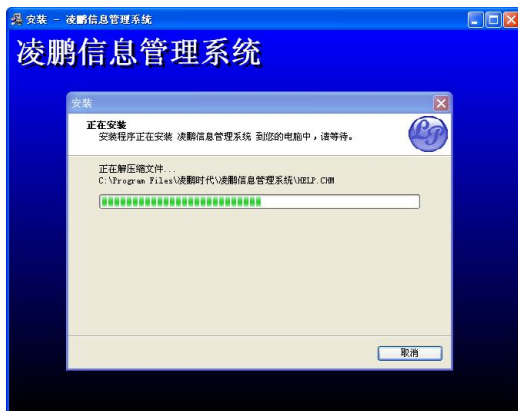 安装 - 凌鹏信息管理系统
凌鹏信息管理系统
安装
正在安装
安装程序正在安装 凌鹏信息管理系统 到您的电脑中，请等待。
LP
正在解压缩文件...
C:\Program Files\凌鹏时代\凌鹏信息管理系统\HELP.CHM
取消